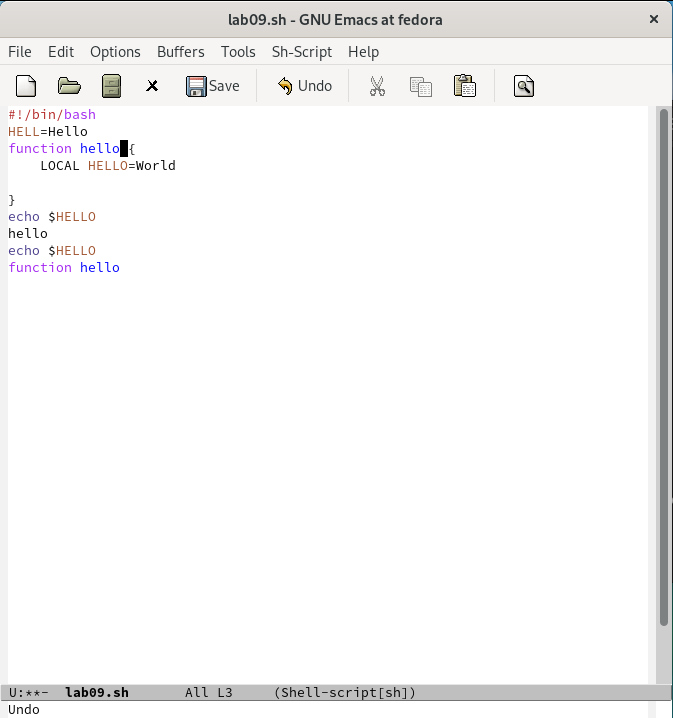 lab09.sh - GNU Emacs at fedora
File Edit Options Buffers Tools Sh-Script Help
Save Undo
#!/bin/bash
HELL=Hello
function hello {
    LOCAL HELLO=World

}
echo $HELLO
hello
echo $HELLO
function hello
U:**- lab09.sh All L3 (Shell-script[sh])
Undo